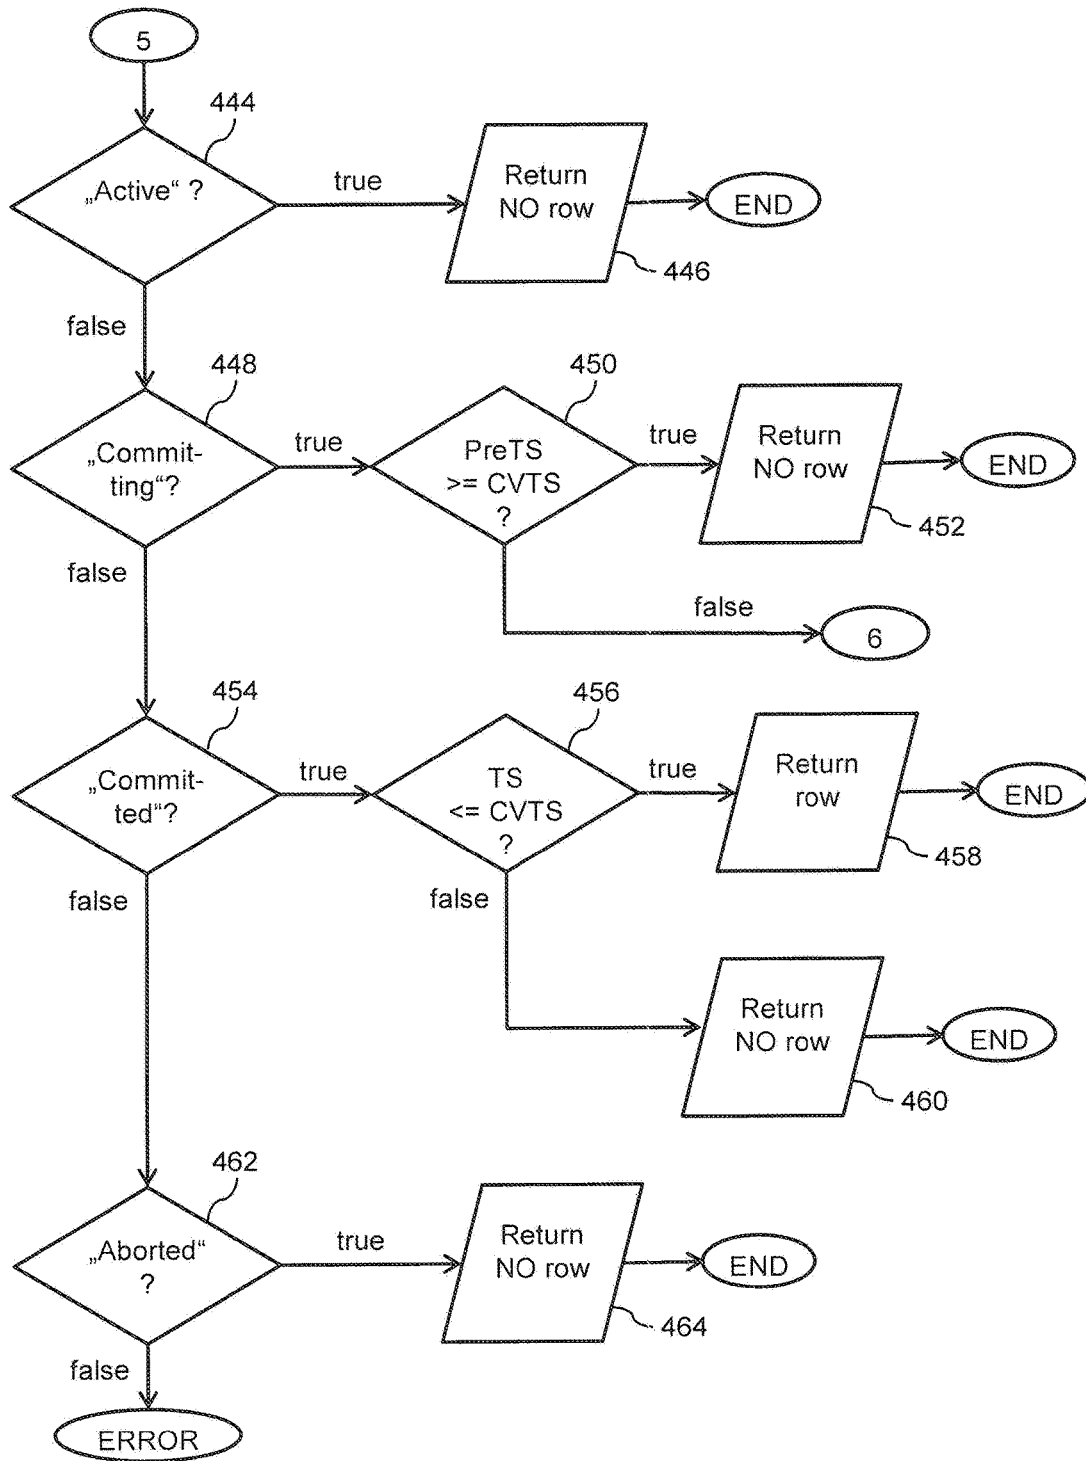 5
444
„Active“ ?
true
Return
NO row
END
446
false
448
„Commit-
ting“?
true
450
PreTS
>= CVTS
?
true
Return
NO row
END
452
false
false
6
454
„Commit-
ted“?
true
456
TS
<= CVTS
?
true
Return
row
END
458
false
false
Return
NO row
END
460
462
„Aborted“
?
true
Return
NO row
END
464
false
ERROR